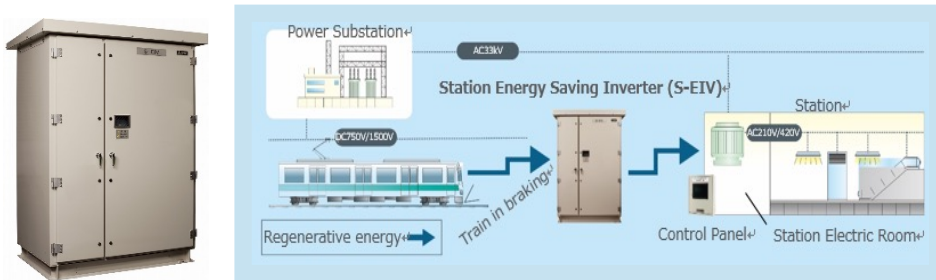 Power Substation
AC33kV
Station Energy Saving Inverter (S-EIV)
Station
DC750V/1500V
AC210V/420V
Train in braking
Regenerative energy
Control Panel
Station Electric Room